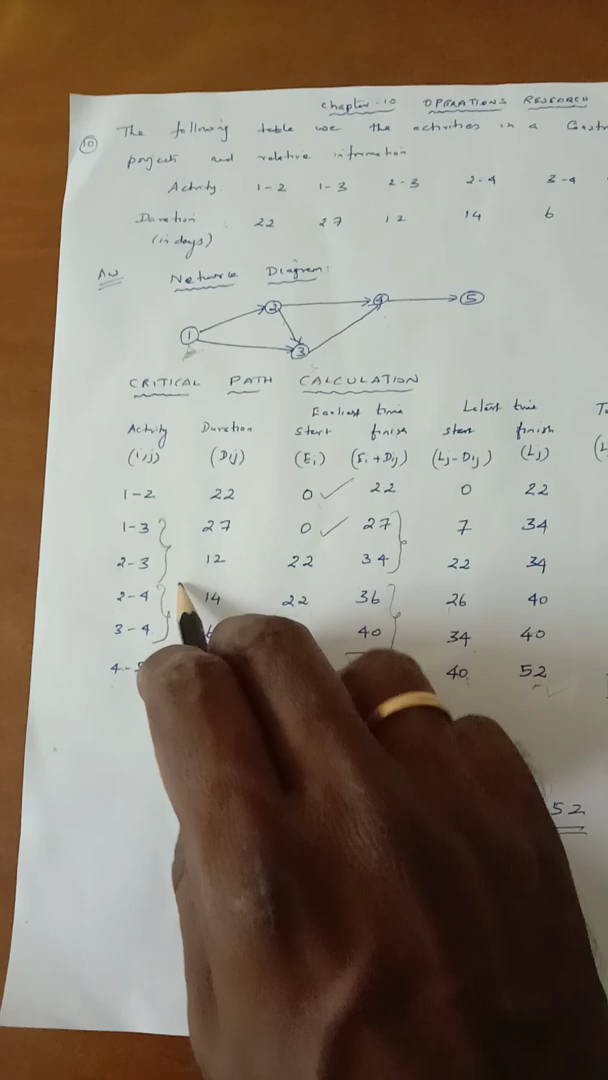 Chapter-10 OPERATIONS RESEARCH
(10) The following table use the activities in a
and relative information
Activity 1-2 1-3 2-3 2-4 3-4
Duration 22 27 12 14 6
(in days)
Network Diagram:
1 2 3 4 5
CRITICAL PATH CALCULATION
Earliest time Latest time
Activity Duration start finish start finish
(i,j) (Dij) (Ei) (Ei+Dij) (Lj-Dij) (Lj)
1-2 22 0 22 0 22
1-3 27 0 27 7 34
2-3 12 22 34 22 34
2-4 14 22 36 26 40
3-4 40 34 40
40 52
52